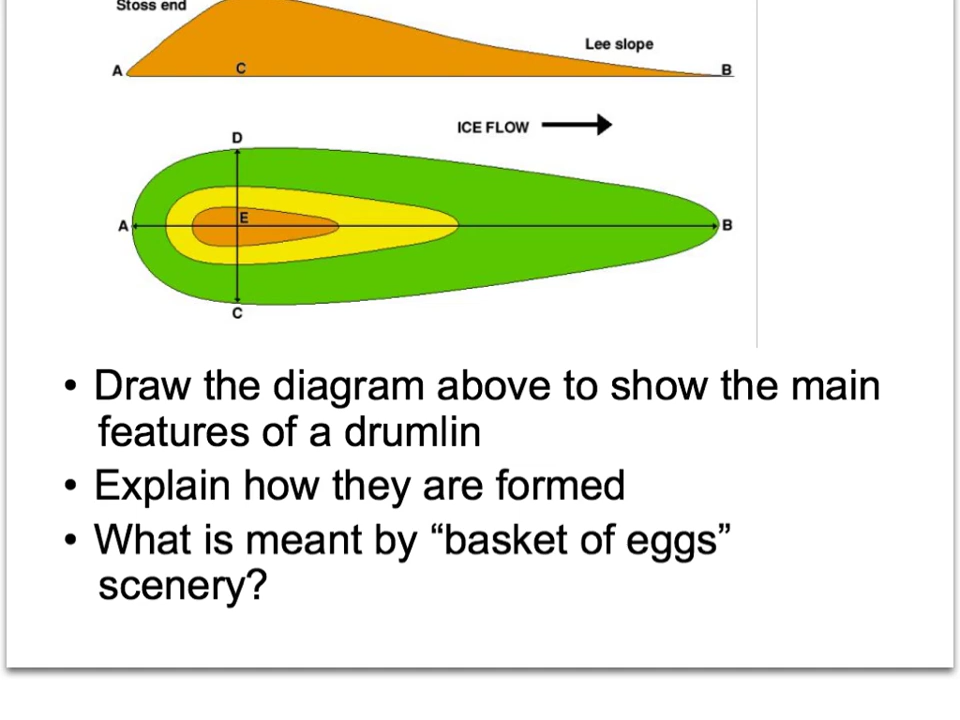 Stoss end
Lee slope
A C B
ICE FLOW
D
E
A B
C
• Draw the diagram above to show the main
features of a drumlin
• Explain how they are formed
• What is meant by “basket of eggs”
scenery?